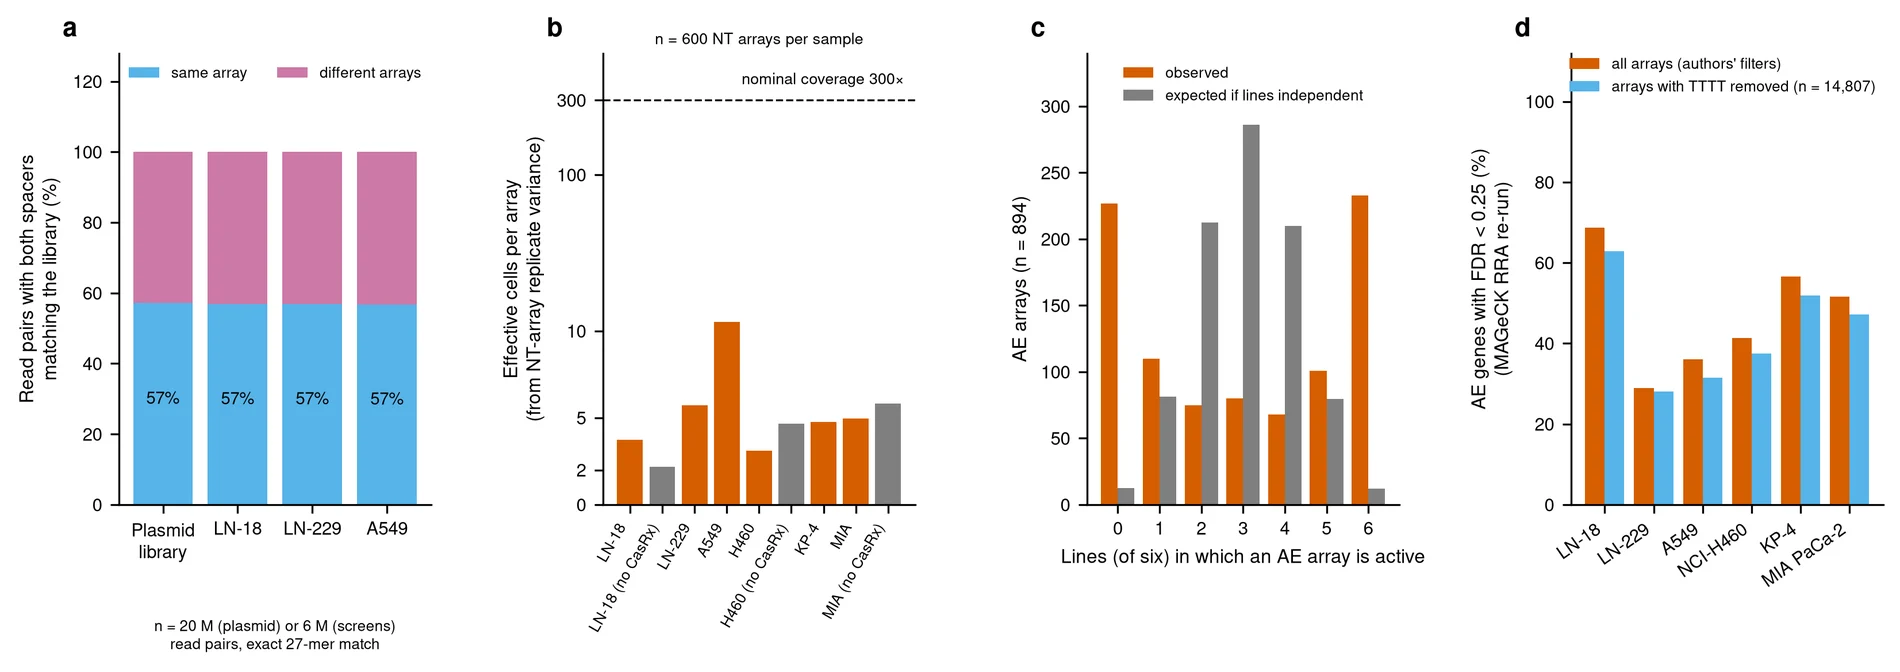 a
same array
different arrays
120
100
80
60
40
20
0
Read pairs with both spacers
matching the library (%)
57%
57%
57%
57%
Plasmid
library
LN-18
LN-229
A549
n = 20 M (plasmid) or 6 M (screens)
read pairs, exact 27-mer match
b
n = 600 NT arrays per sample
nominal coverage 300×
300
100
10
5
2
0
Effective cells per array
(from NT-array replicate variance)
LN-18
LN-18 (no CasRx)
LN-229
A549
H460
H460 (no CasRx)
KP-4
MIA
MIA (no CasRx)
c
observed
expected if lines independent
300
250
200
150
100
50
0
AE arrays (n = 894)
0
1
2
3
4
5
6
Lines (of six) in which an AE array is active
d
all arrays (authors' filters)
arrays with TTTT removed (n = 14,807)
100
80
60
40
20
0
AE genes with FDR < 0.25 (%)
(MAGeCK RRA re-run)
LN-18
LN-229
A549
NCI-H460
KP-4
MIA PaCa-2